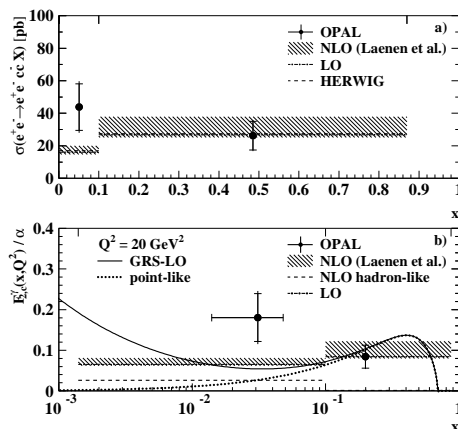 σ(e⁺e⁻→e⁺e⁻ cc X) [pb]
100
80
60
40
20
0
a)
OPAL
NLO (Laenen et al.)
LO
HERWIG
0 0.1 0.2 0.3 0.4 0.5 0.6 0.7 0.8 0.9 1
x
0.4
0.3
0.2
0.1
0
Q² = 20 GeV²
GRS-LO
point-like
b)
OPAL
NLO (Laenen et al.)
NLO hadron-like
LO
10⁻³ 10⁻² 10⁻¹ 1
x